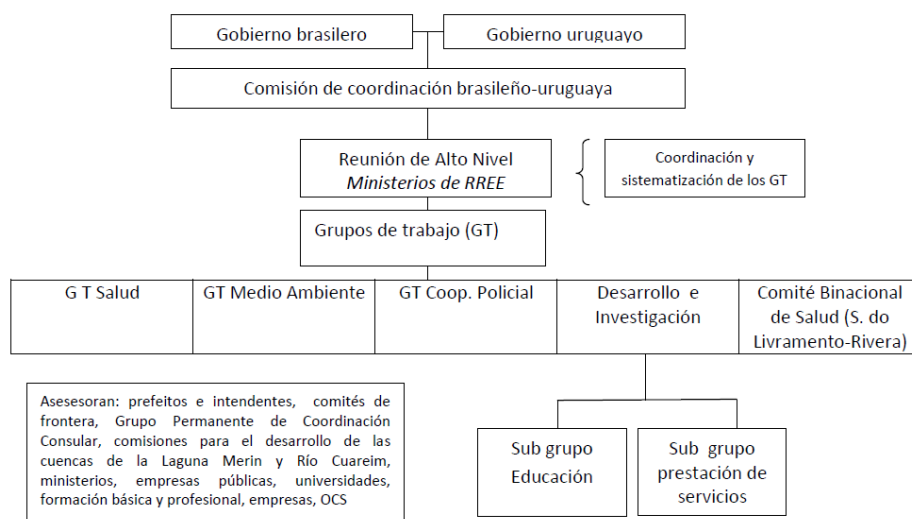 Gobierno brasilero
Gobierno uruguayo
Comisión de coordinación brasileño-uruguaya
Reunión de Alto Nivel
Ministerios de RREE
Coordinación y
sistematización de los GT
Grupos de trabajo (GT)
G T Salud
GT Medio Ambiente
GT Coop. Policial
Desarrollo e
Investigación
Comité Binacional
de Salud (S. do
Livramento-Rivera)
Asesesoran: prefeitos e intendentes, comités de
frontera, Grupo Permanente de Coordinación
Consular, comisiones para el desarrollo de las
cuencas de la Laguna Merin y Río Cuareim,
ministerios, empresas públicas, universidades,
formación básica y profesional, empresas, OCS
Sub grupo
Educación
Sub grupo
prestación de
servicios